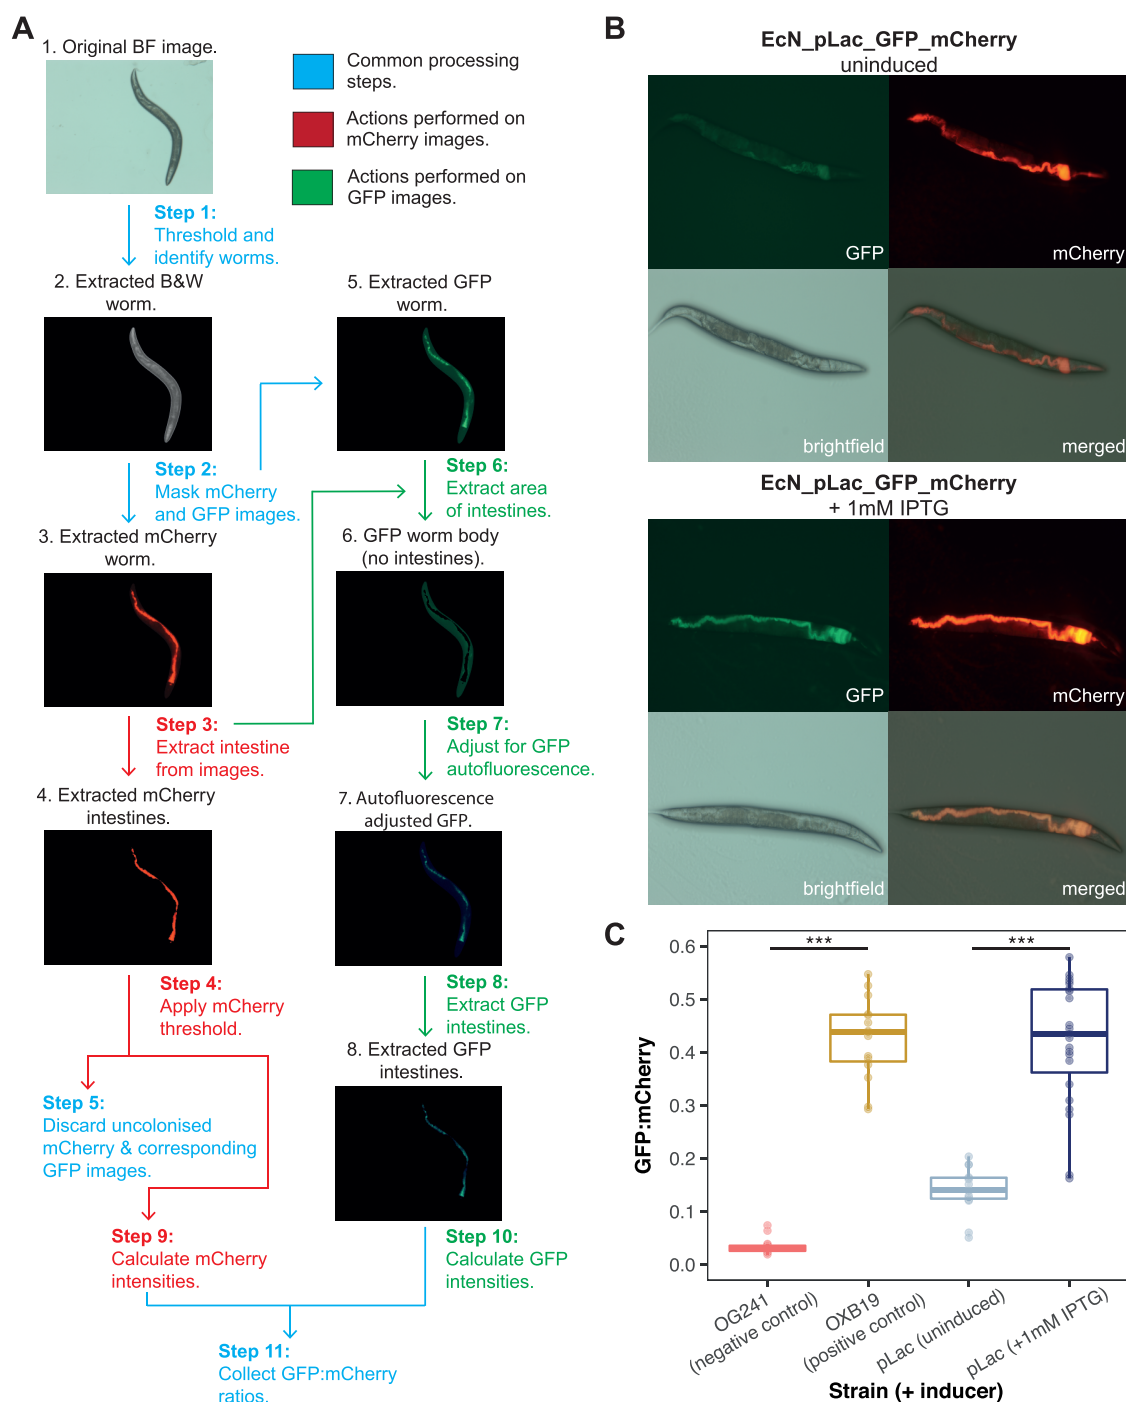 A
1. Original BF image.
Common processing
steps.
Actions performed on
mCherry images.
Actions performed on
GFP images.
Step 1:
Threshold and
identify worms.
2. Extracted B&W
worm.
5. Extracted GFP
worm.
Step 2:
Mask mCherry
and GFP images.
Step 6:
Extract area
of intestines.
3. Extracted mCherry
worm.
6. GFP worm body
(no intestines).
Step 3:
Extract intestine
from images.
Step 7:
Adjust for GFP
autofluorescence.
4. Extracted mCherry
intestines.
7. Autofluorescence
adjusted GFP.
Step 4:
Apply mCherry
threshold.
Step 8:
Extract GFP
intestines.
8. Extracted GFP
intestines.
Step 5:
Discard uncolonised
mCherry & corresponding
GFP images.
Step 9:
Calculate mCherry
intensities.
Step 10:
Calculate GFP
intensities.
Step 11:
Collect GFP:mCherry
ratios.
B
EcN_pLac_GFP_mCherry
uninduced
GFP
mCherry
brightfield
merged
EcN_pLac_GFP_mCherry
+ 1mM IPTG
GFP
mCherry
brightfield
merged
C
GFP:mCherry
0.6
0.5
0.4
0.3
0.2
0.1
0.0
***
***
OG241
(negative control)
OXB19
(positive control)
pLac (uninduced)
pLac (+1mM IPTG)
Strain (+ inducer)